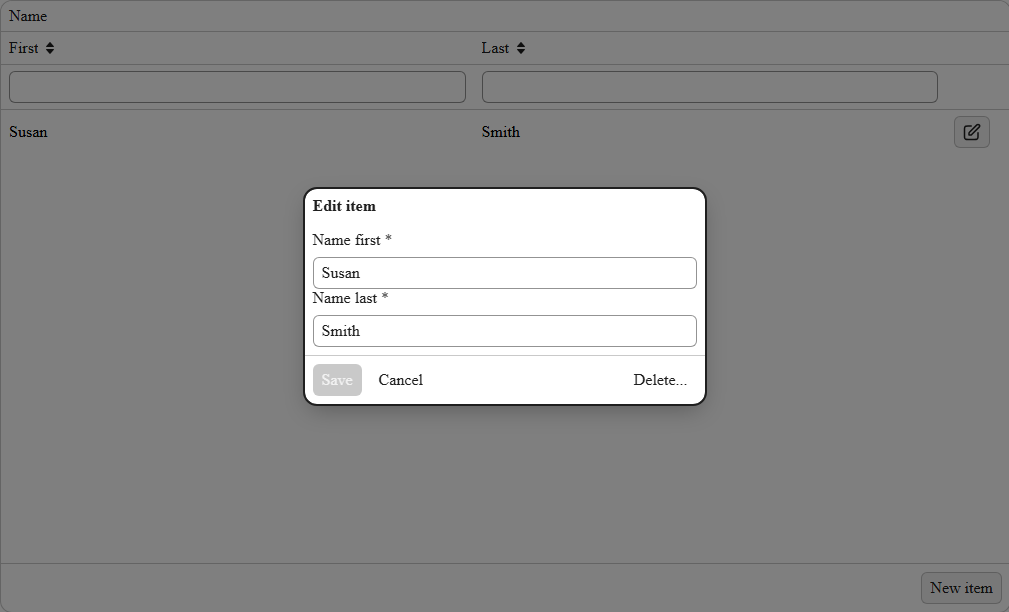 Name
First Last
Susan Smith
Edit item
Name first *
Susan
Name last *
Smith
Save Cancel Delete...
New item